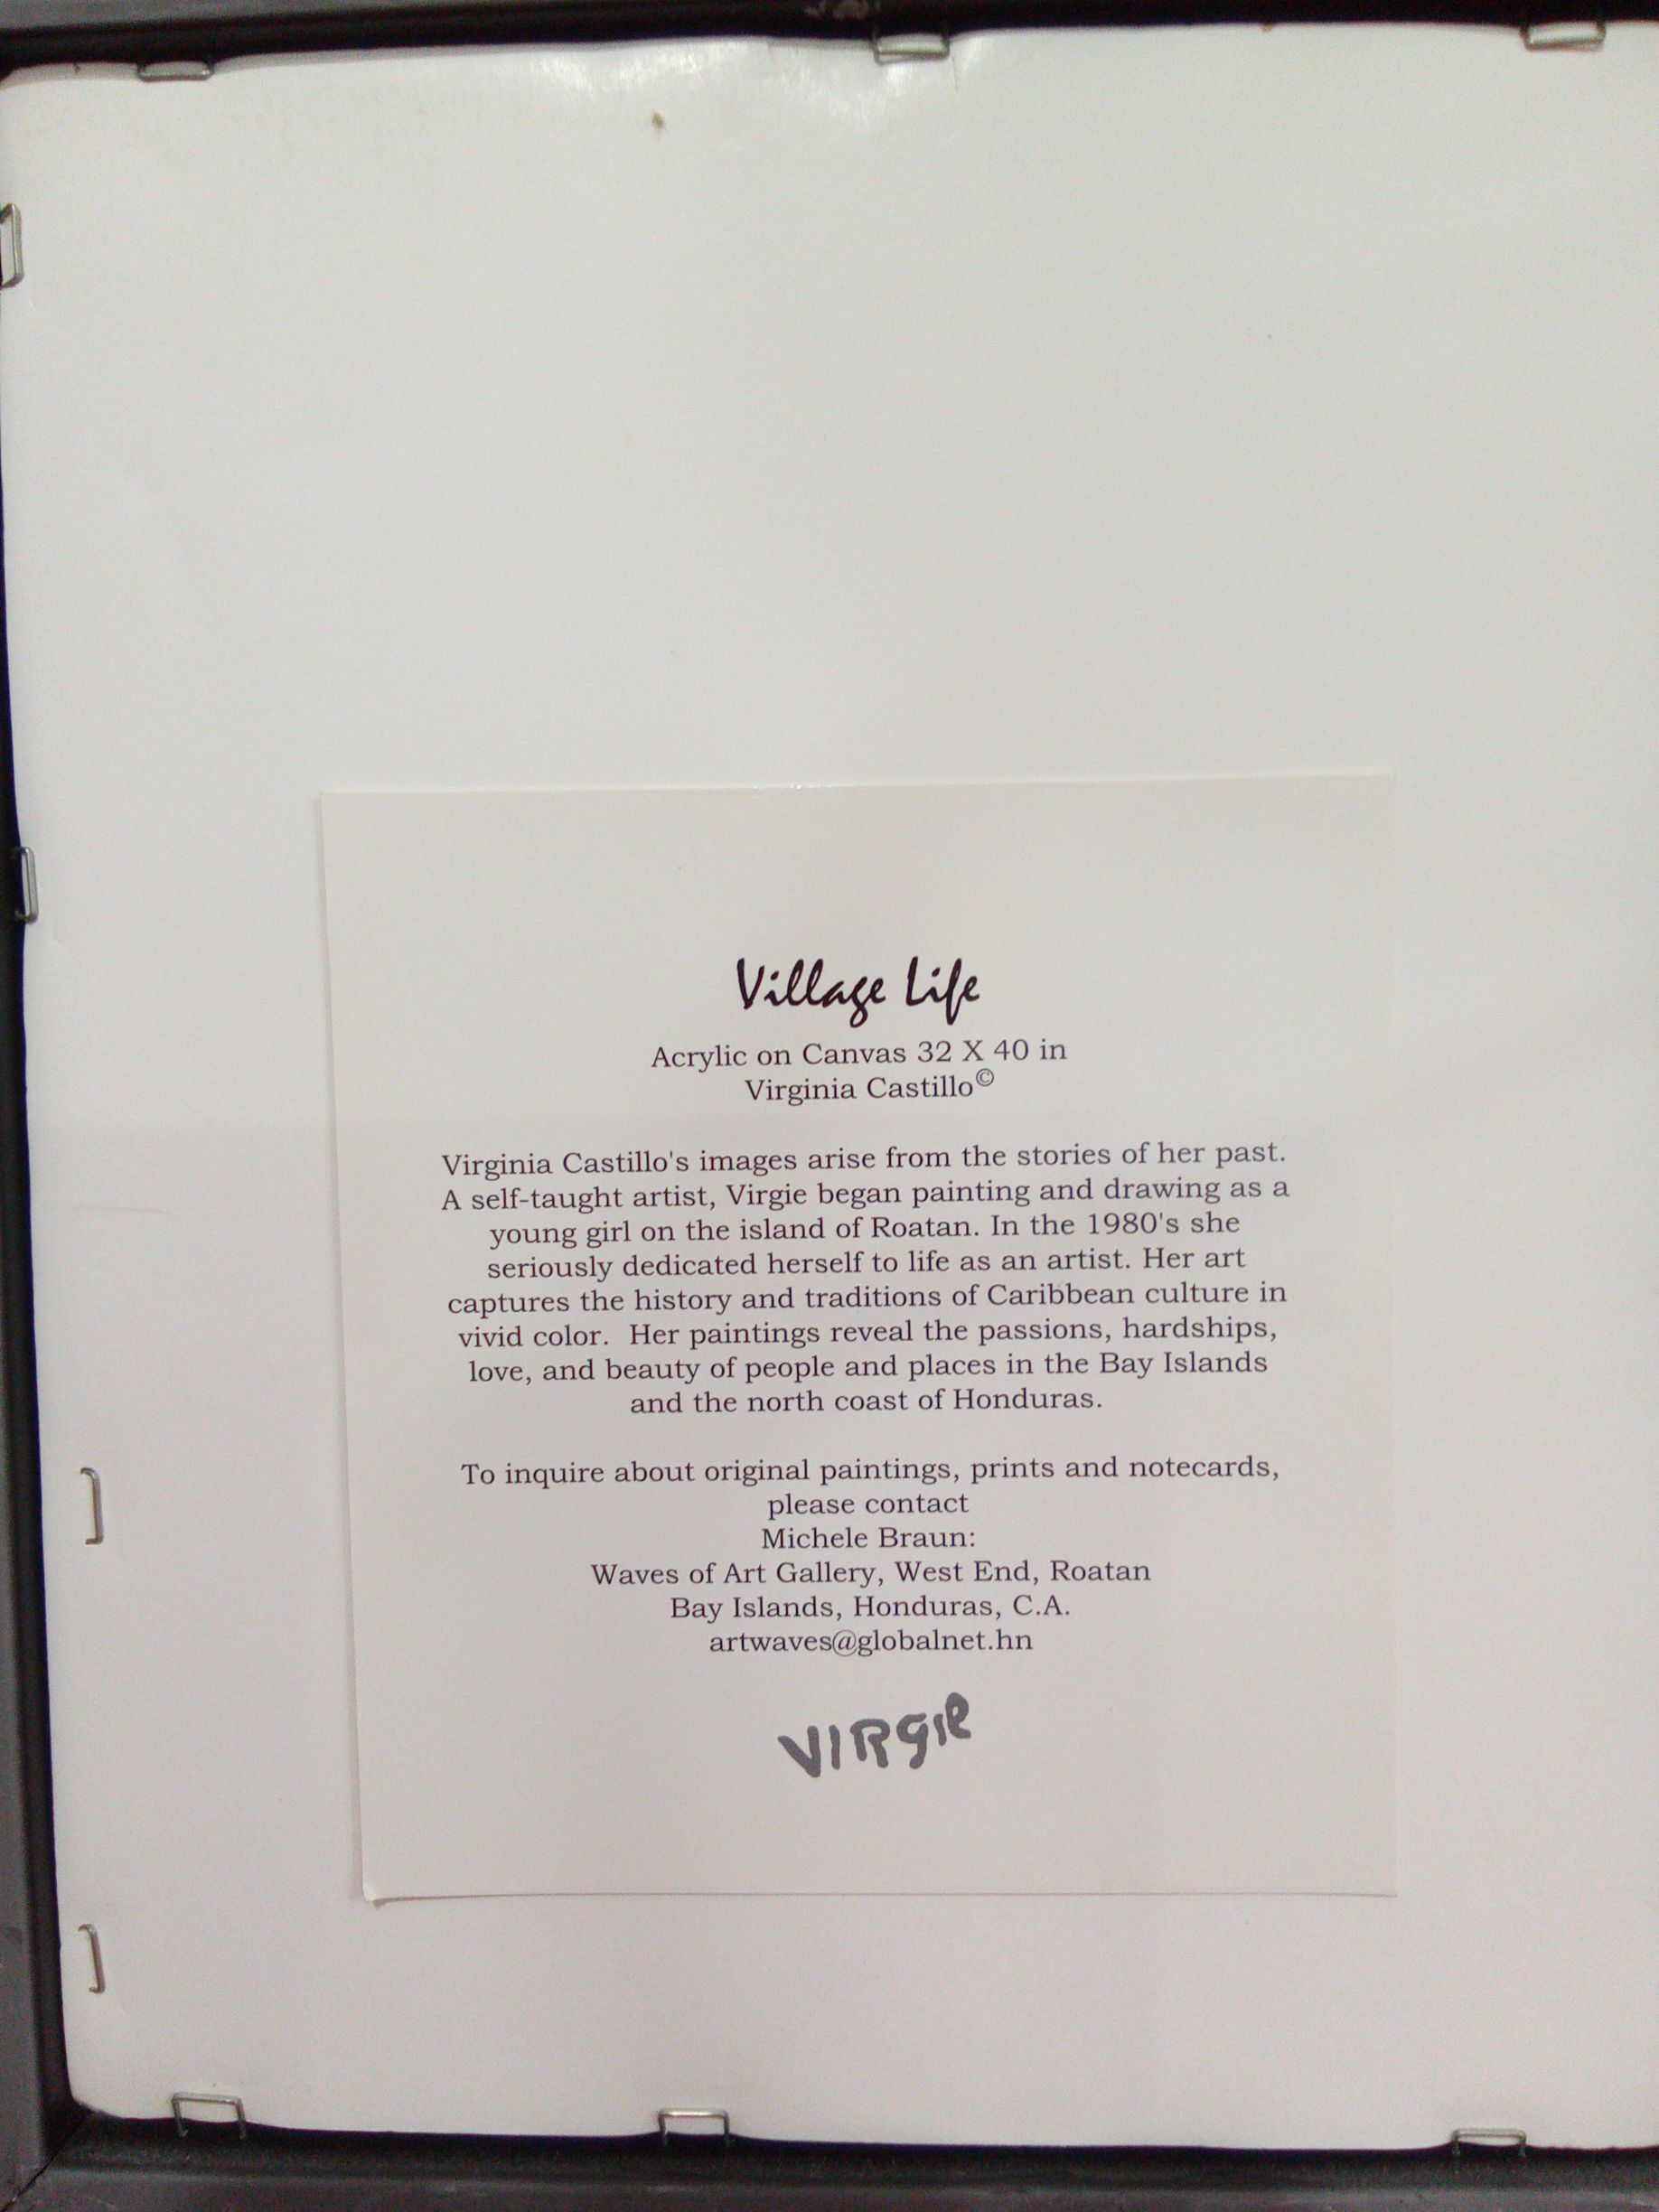 Village Life
Acrylic on Canvas 32 X 40 in
Virginia Castillo©
Virginia Castillo's images arise from the stories of her past.
A self-taught artist, Virgie began painting and drawing as a
young girl on the island of Roatan. In the 1980's she
seriously dedicated herself to life as an artist. Her art
captures the history and traditions of Caribbean culture in
vivid color.  Her paintings reveal the passions, hardships,
love, and beauty of people and places in the Bay Islands
and the north coast of Honduras.
To inquire about original paintings, prints and notecards,
please contact
Michele Braun:
Waves of Art Gallery, West End, Roatan
Bay Islands, Honduras, C.A.
artwaves@globalnet.hn
VIRgIe